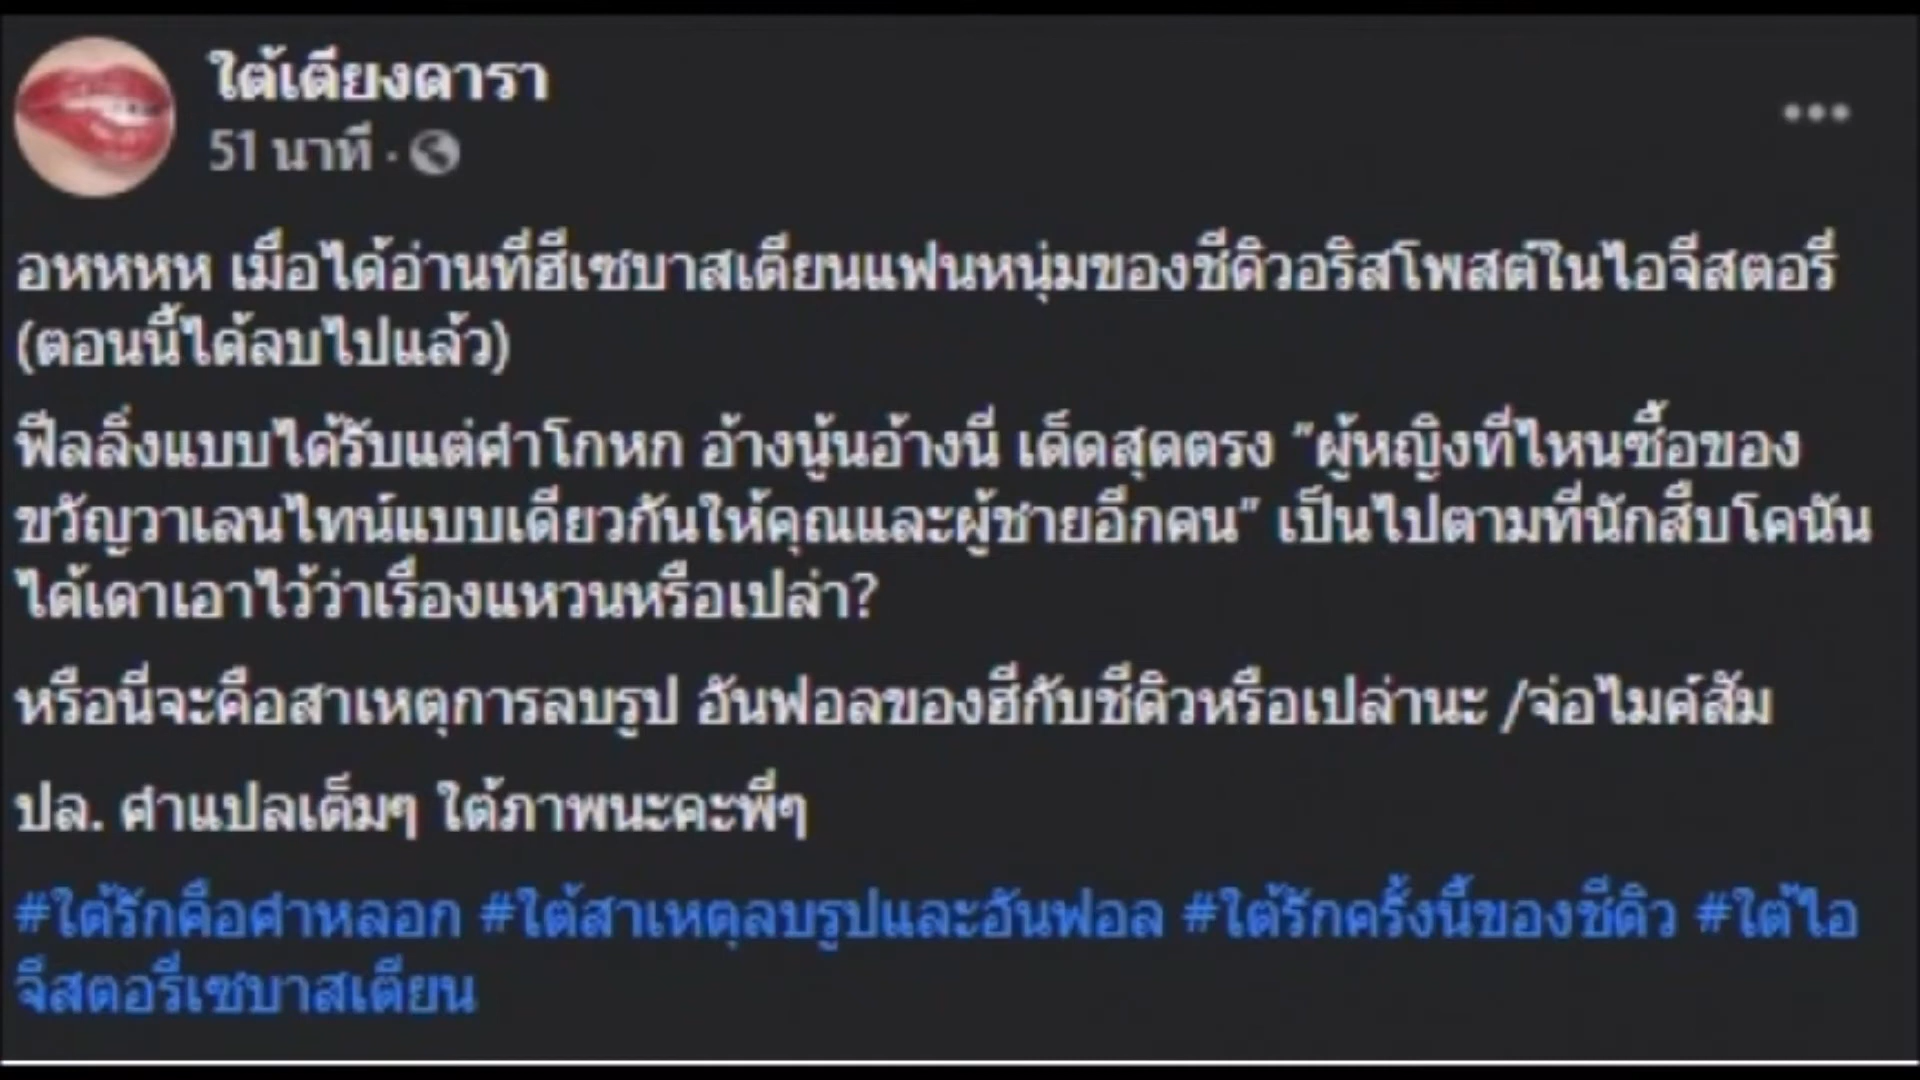 ใต้เตียงดารา
51 นาที ·
อหหหห เมื่อได้อ่านที่ฮีเซบาสเตียนแฟนหนุ่มของชีดิวอริสโพสต์ในไอจีสตอรี่
(ตอนนี้ได้ลบไปแล้ว)
ฟีลลิ่งแบบได้รับแต่คำโกหก อ้างนู้นอ้างนี่ เด็ดสุดตรง "ผู้หญิงที่ไหนซื้อของ
ขวัญวาเลนไทน์แบบเดียวกันให้คุณและผู้ชายอีกคน" เป็นไปตามที่นักสืบโคนัน
ได้เดาเอาไว้ว่าเรื่องแหวนหรือเปล่า?
หรือนี่จะคือสาเหตุการลบรูป อันฟอลของฮีกับชีดิวหรือเปล่านะ /จ่อไมค์สัม
ปล. คำแปลเต็มๆ ใต้ภาพนะคะพี่ๆ
#ใต้รักคือคำหลอก #ใต้สาเหตุลบรูปและอันฟอล #ใต้รักครั้งนี้ของชีดิว #ใต้ไอ
จีสตอรี่เซบาสเตียน